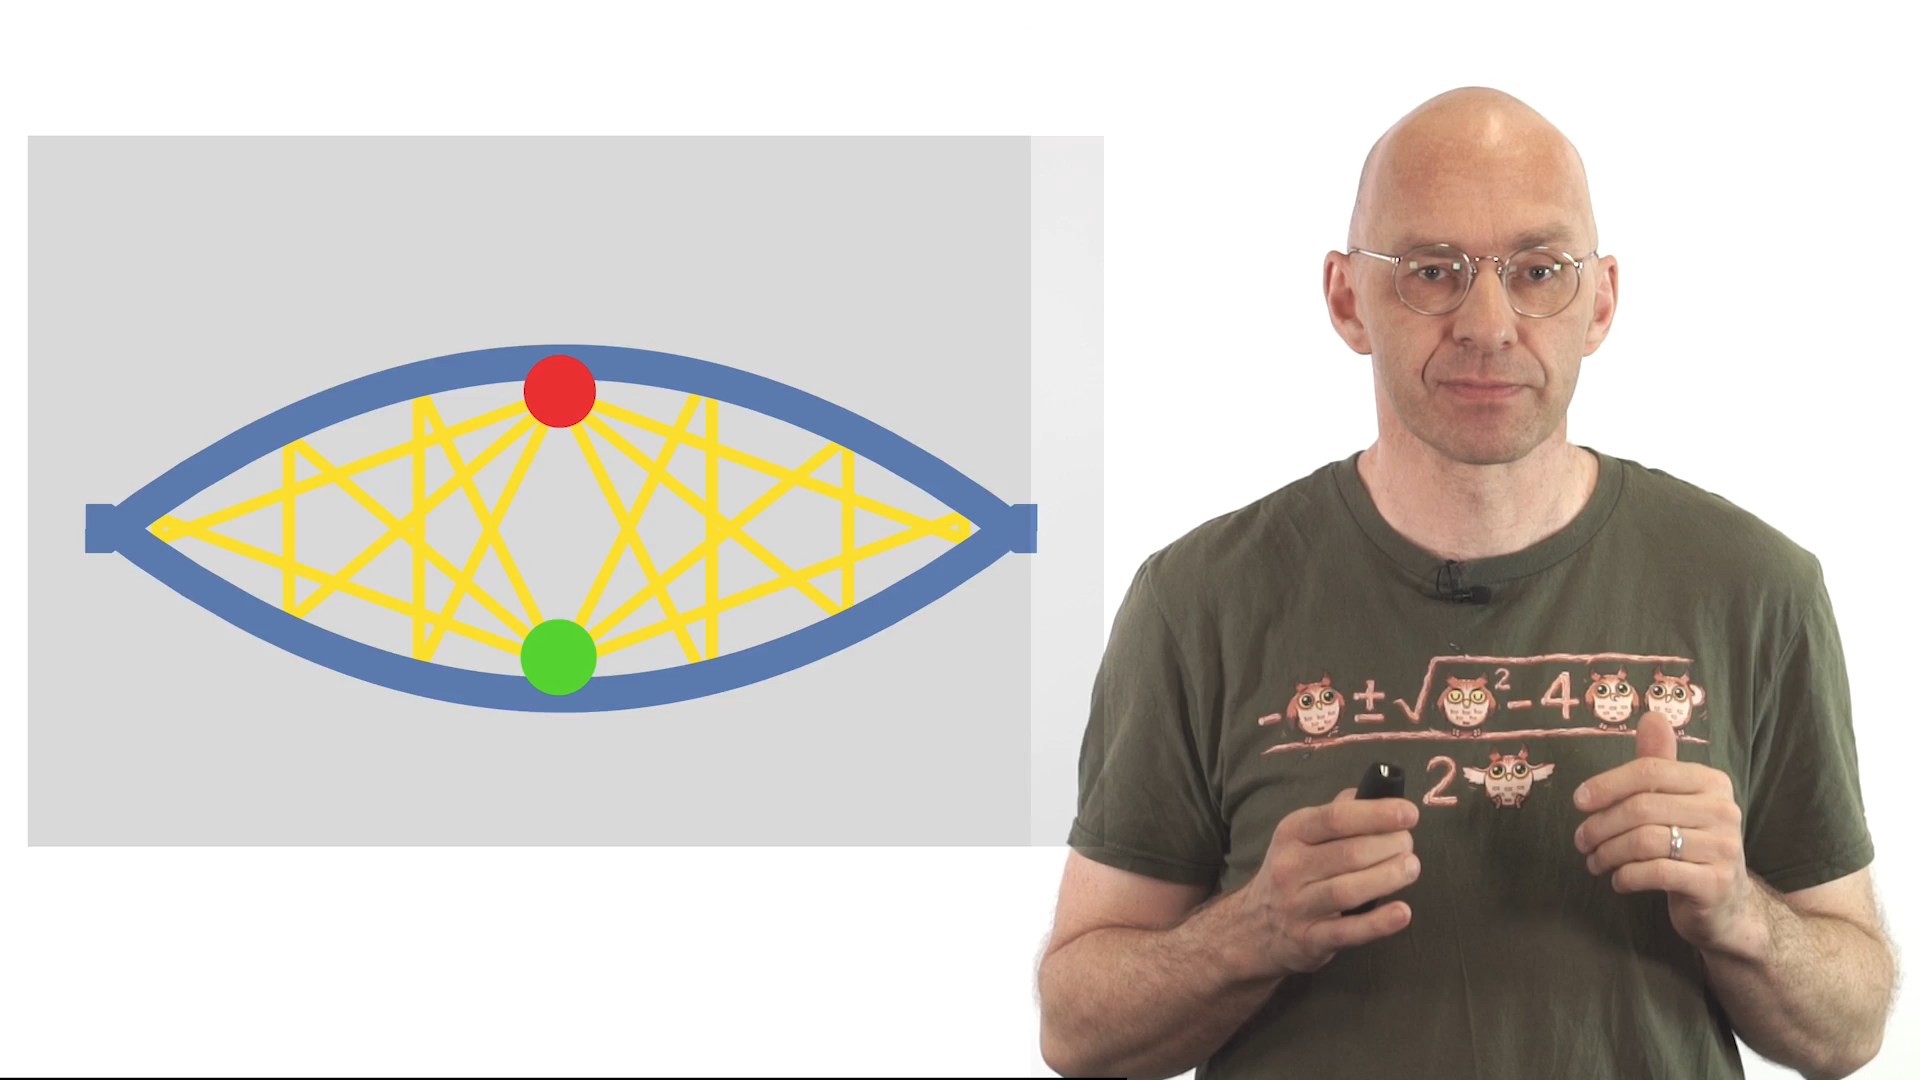 - ± √ ² - 4
2